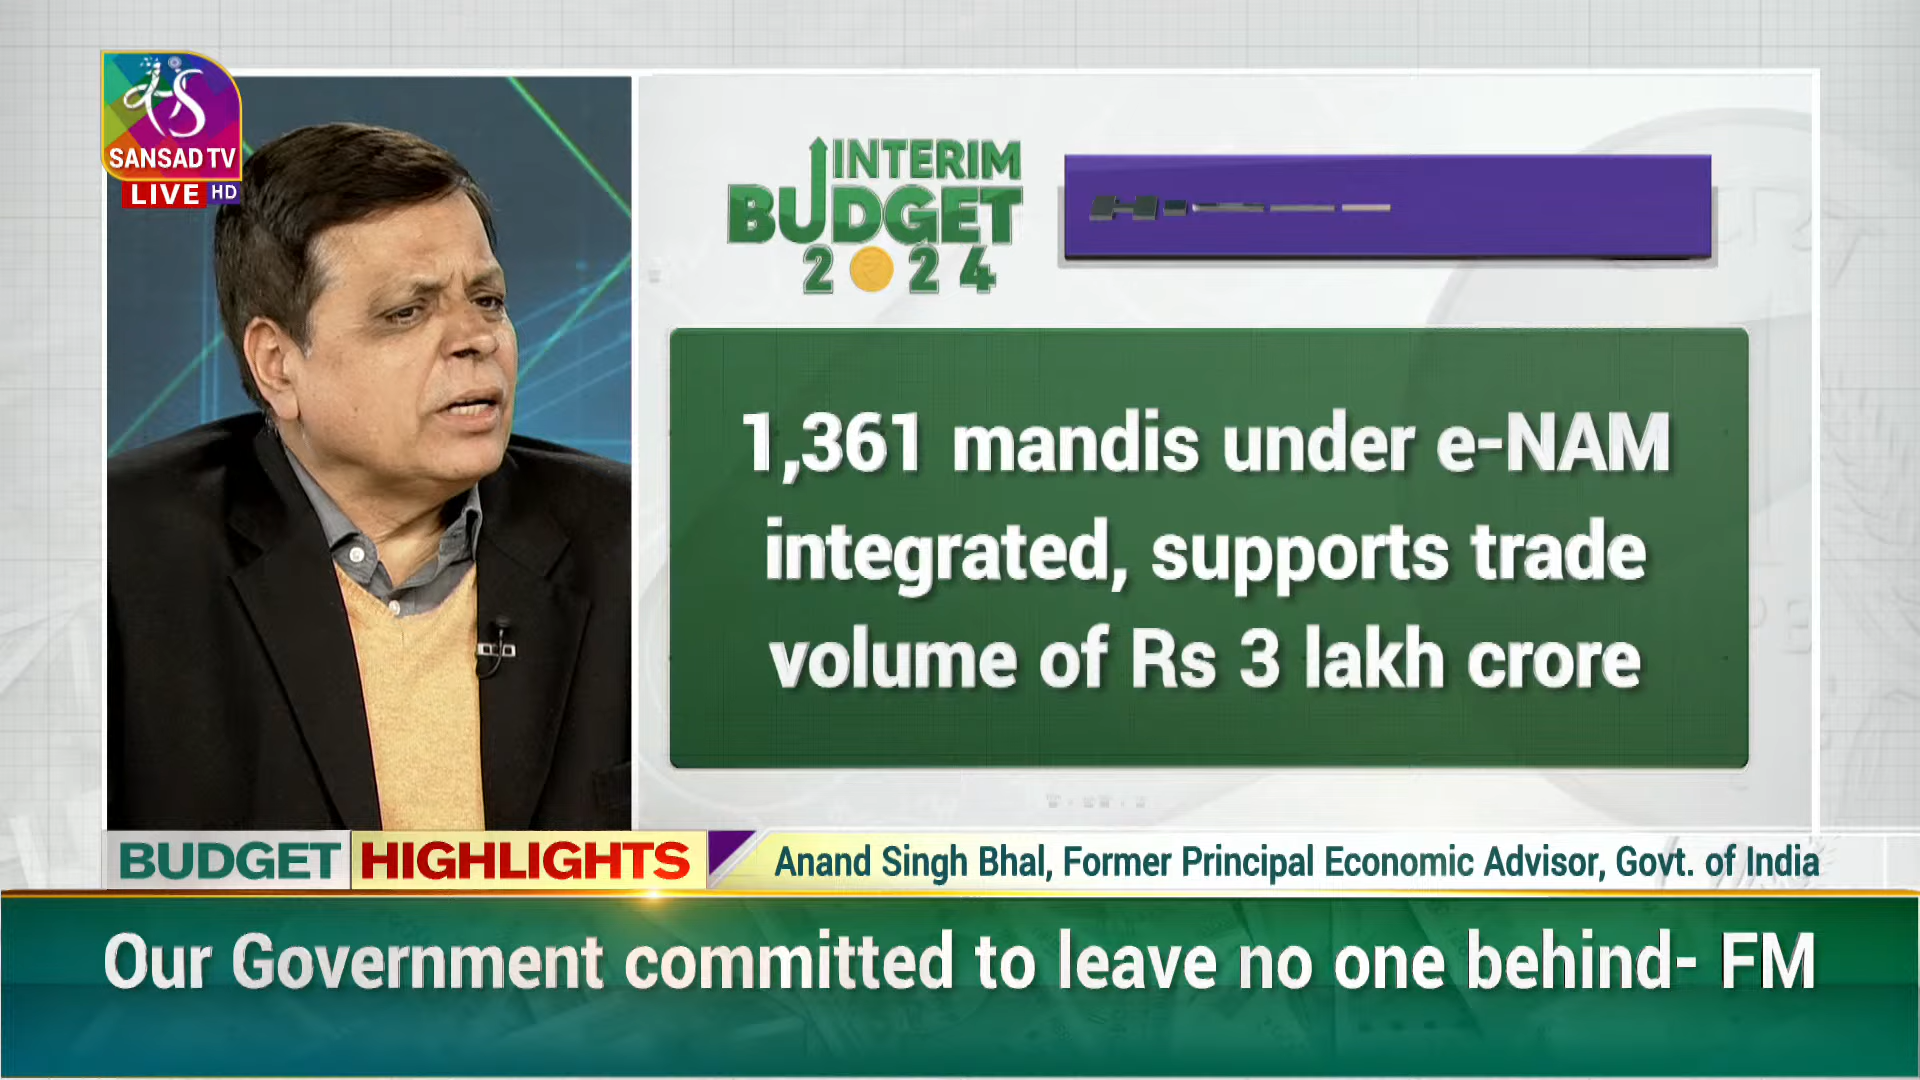 SANSAD TV
LIVE HD
INTERIM
BUDGET
2024
1,361 mandis under e-NAM
integrated, supports trade
volume of Rs 3 lakh crore
BUDGET HIGHLIGHTS
Anand Singh Bhal, Former Principal Economic Advisor, Govt. of India
Our Government committed to leave no one behind- FM